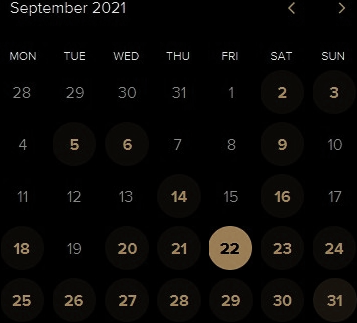 September 2021
MON TUE WED THU FRI SAT SUN
28 29 30 31 1 2 3
4 5 6 7 8 9 10
11 12 13 14 15 16 17
18 19 20 21 22 23 24
25 26 27 28 29 30 31